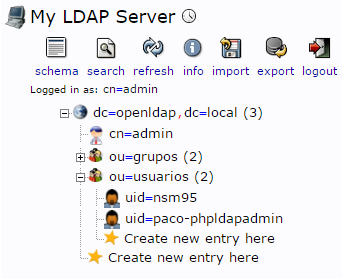 My LDAP Server
schema search refresh info import export logout
Logged in as: cn=admin
dc=openldap,dc=local (3)
cn=admin
ou=grupos (2)
ou=usuarios (2)
uid=nsm95
uid=paco-phpldapadmin
Create new entry here
Create new entry here